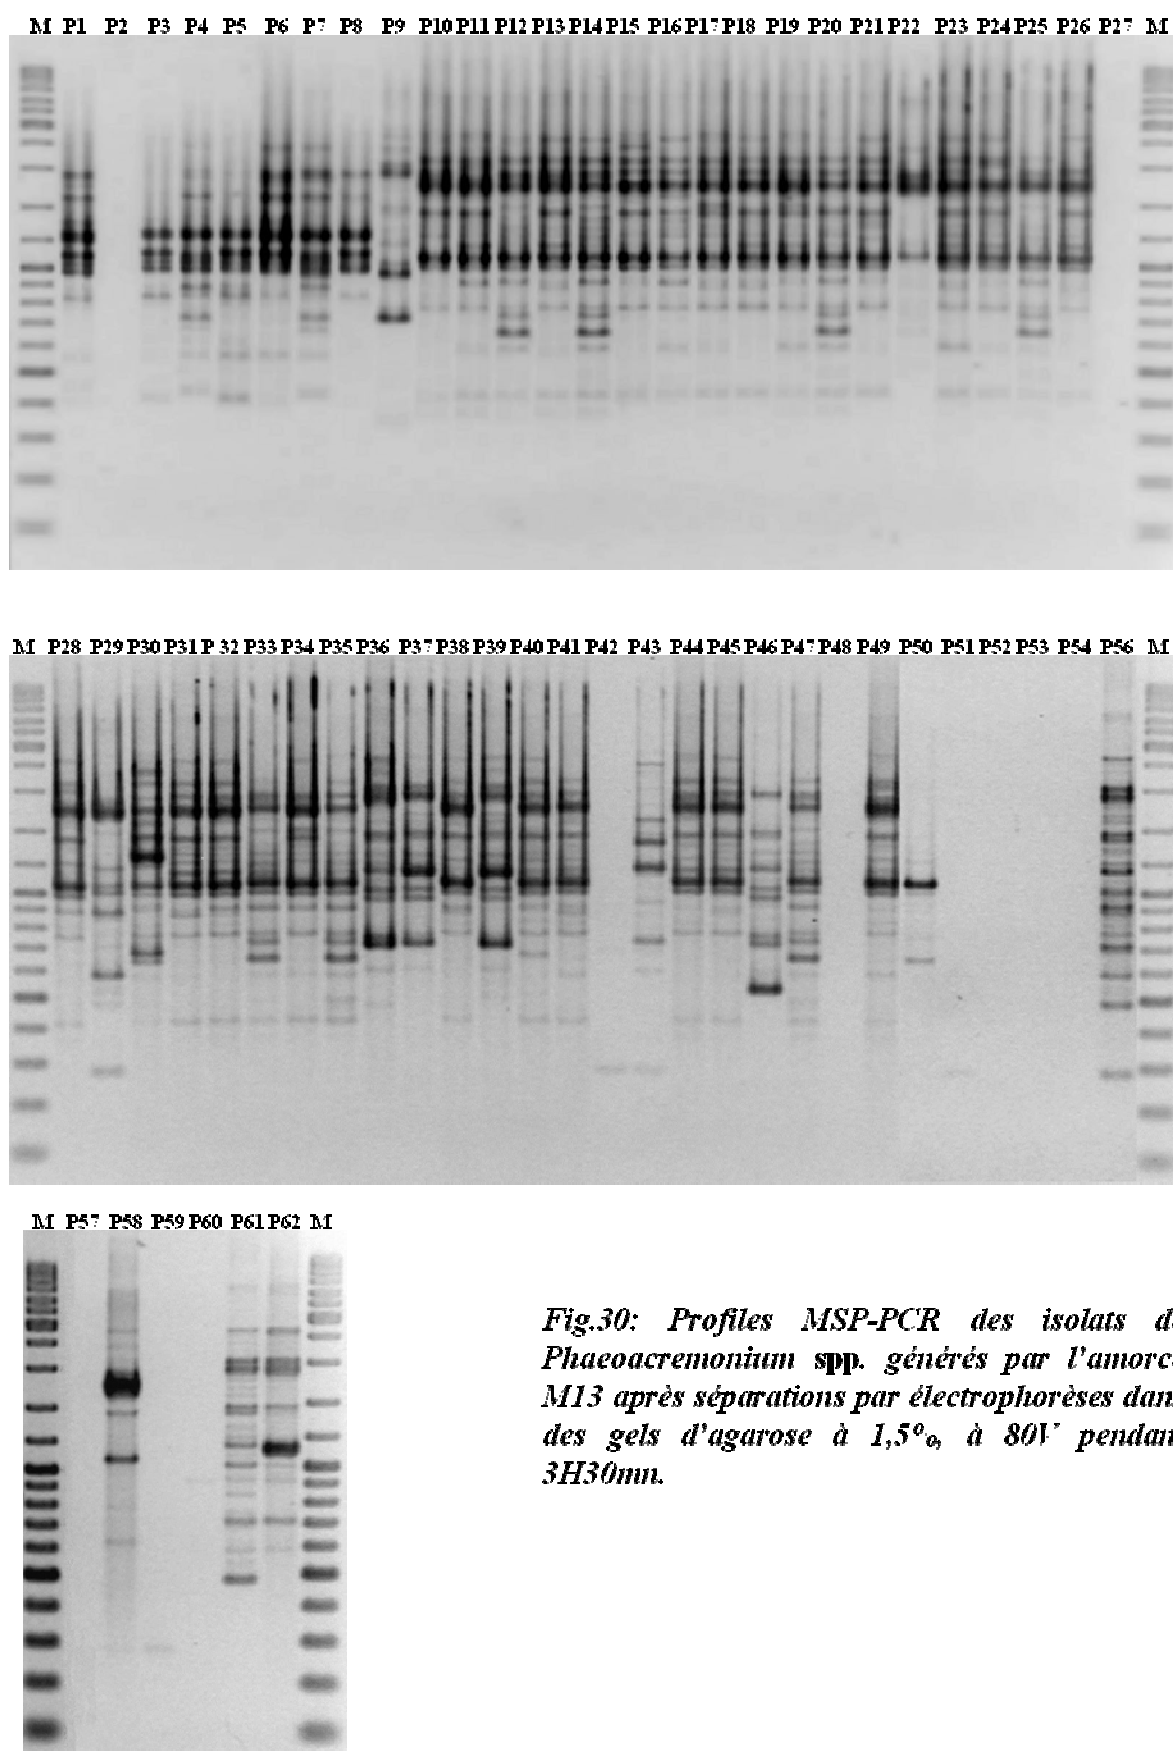 M P1 P2 P3 P4 P5 P6 P7 P8 P9 P10 P11 P12 P13 P14 P15 P16 P17 P18 P19 P20 P21 P22 P23 P24 P25 P26 P27 M
M P28 P29 P30 P31 P 32 P33 P34 P35 P36 P37 P38 P39 P40 P41 P42 P43 P44 P45 P46 P47 P48 P49 P50 P51 P52 P53 P54 P56 M
M P57 P58 P59 P60 P61 P62 M
Fig.30: Profiles MSP-PCR des isolats d
Phaeoacremonium spp. générés par l'amorc
M13 après séparations par électrophorèses dan
des gels d'agarose à 1,5% à 80V pendan
3H30mn.